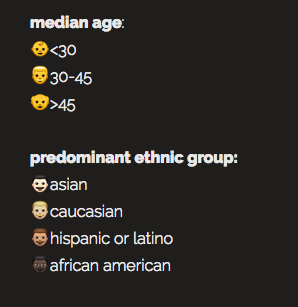 median age:
👶<30
👨30-45
👴>45
predominant ethnic group:
👲asian
👨🏼caucasian
👨🏽hispanic or latino
👨🏿african american